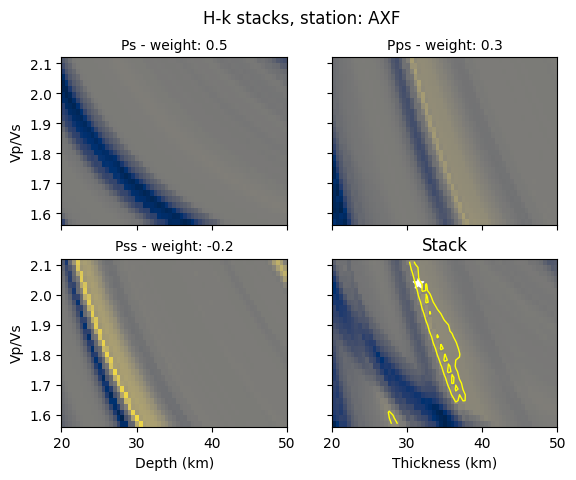 H-k stacks, station: AXF
Ps - weight: 0.5
Pps - weight: 0.3
2.1
2.0
1.9
1.8
1.7
1.6
Vp/Vs
Pss - weight: -0.2
Stack
2.1
2.0
1.9
1.8
1.7
1.6
Vp/Vs
20 30 40 50
20 30 40 50
Depth (km)
Thickness (km)